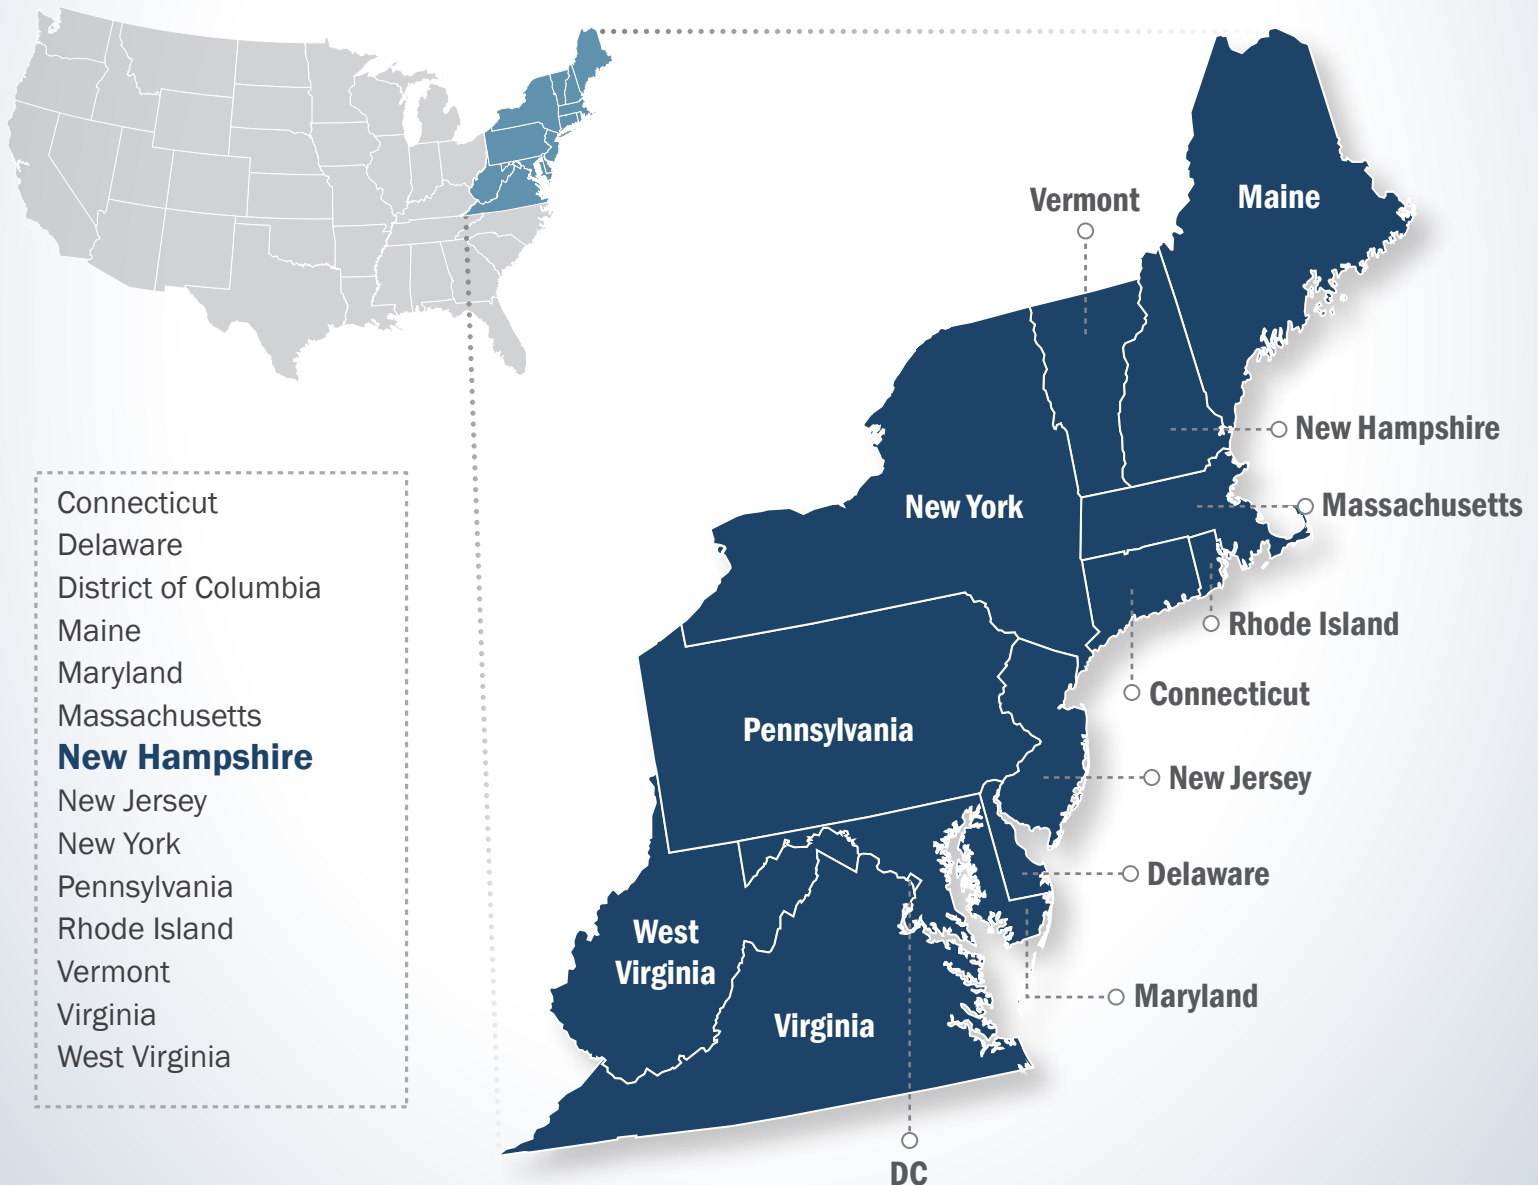 Vermont
Maine
New Hampshire
Massachusetts
New York
Rhode Island
Connecticut
Pennsylvania
New Jersey
Delaware
West
Virginia
Maryland
Virginia
DC
Connecticut
Delaware
District of Columbia
Maine
Maryland
Massachusetts
New Hampshire
New Jersey
New York
Pennsylvania
Rhode Island
Vermont
Virginia
West Virginia